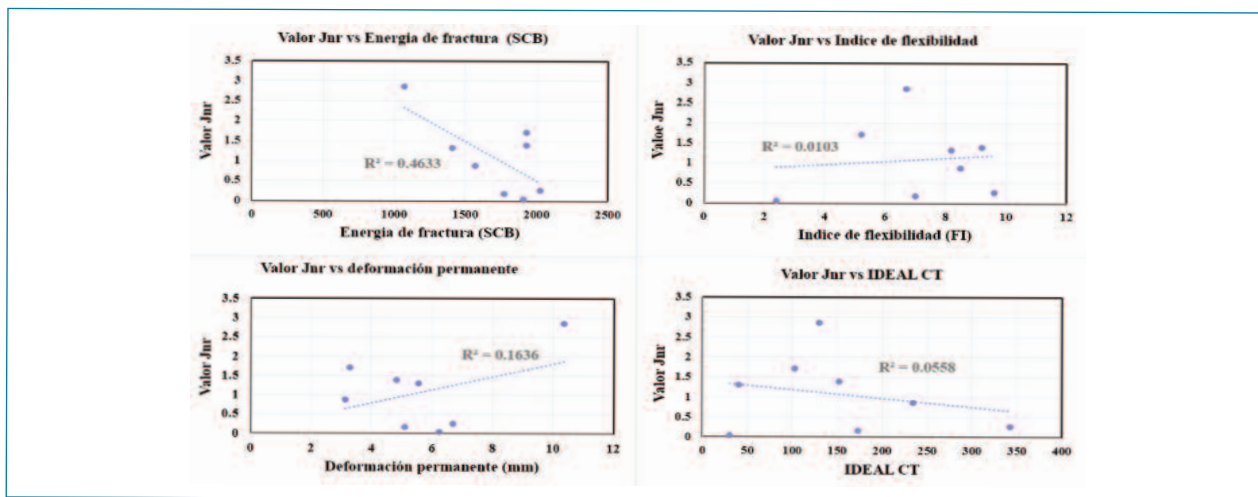 Valor Jnr vs Energia de fractura (SCB)
3.5
3
2.5
2
1.5
1
0.5
0
Valor Jnr
R² = 0.4633
0 500 1000 1500 2000 2500
Energia de fractura (SCB)
Valor Jnr vs Indice de flexibilidad
3.5
3
2.5
2
1.5
1
0.5
0
Valoe Jnr
R² = 0.0103
0 2 4 6 8 10 12
Indice de flexibilidad (FI)
Valor Jnr vs deformación permanente
3.5
3
2.5
2
1.5
1
0.5
0
Valor Jnr
R² = 0.1636
0 2 4 6 8 10 12
Deformación permanente (mm)
Valor Jnr vs IDEAL CT
3.5
3
2.5
2
1.5
1
0.5
0
Valor Jnr
R² = 0.0558
0 50 100 150 200 250 300 350 400
IDEAL CT